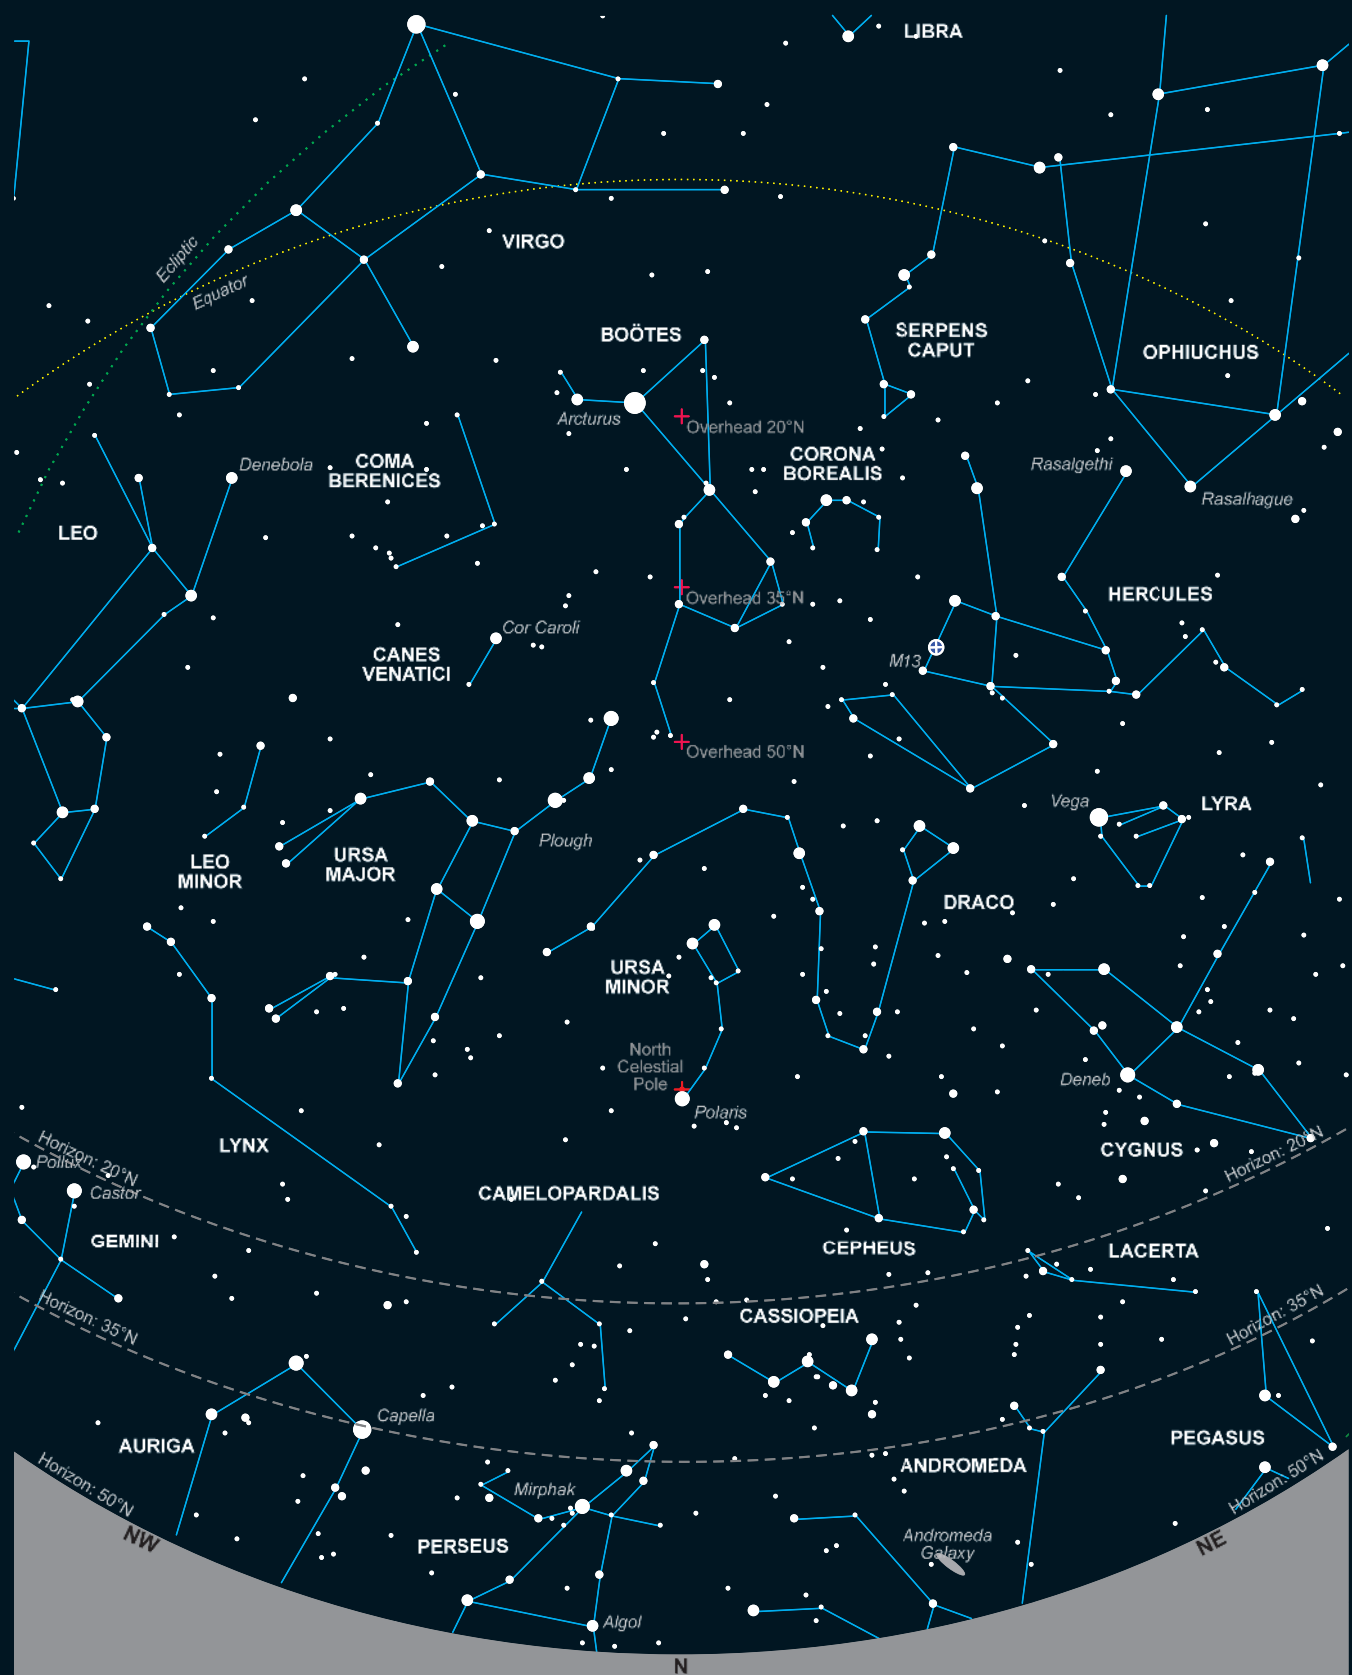 LIBRA
Ecliptic
Equator
VIRGO
BOÖTES
SERPENS
CAPUT
OPHIUCHUS
Arcturus
Overhead 20°N
Denebola
COMA
BERENICES
CORONA
BOREALIS
Rasalgethi
Rasalhague
LEO
Overhead 35°N
HERCULES
Cor Caroli
CANES
VENATICI
M13
Overhead 50°N
Vega
LYRA
Plough
LEO
MINOR
URSA
MAJOR
DRACO
URSA
MINOR
North
Celestial
Pole
Polaris
Deneb
LYNX
CYGNUS
Horizon: 20°N
Horizon: 20°N
Pollux
Castor
CAMELOPARDALIS
GEMINI
CEPHEUS
LACERTA
Horizon: 35°N
Horizon: 35°N
CASSIOPEIA
Capella
AURIGA
PEGASUS
ANDROMEDA
Horizon: 50°N
Horizon: 50°N
Mirphak
NW
PERSEUS
Andromeda
Galaxy
NE
Algol
N